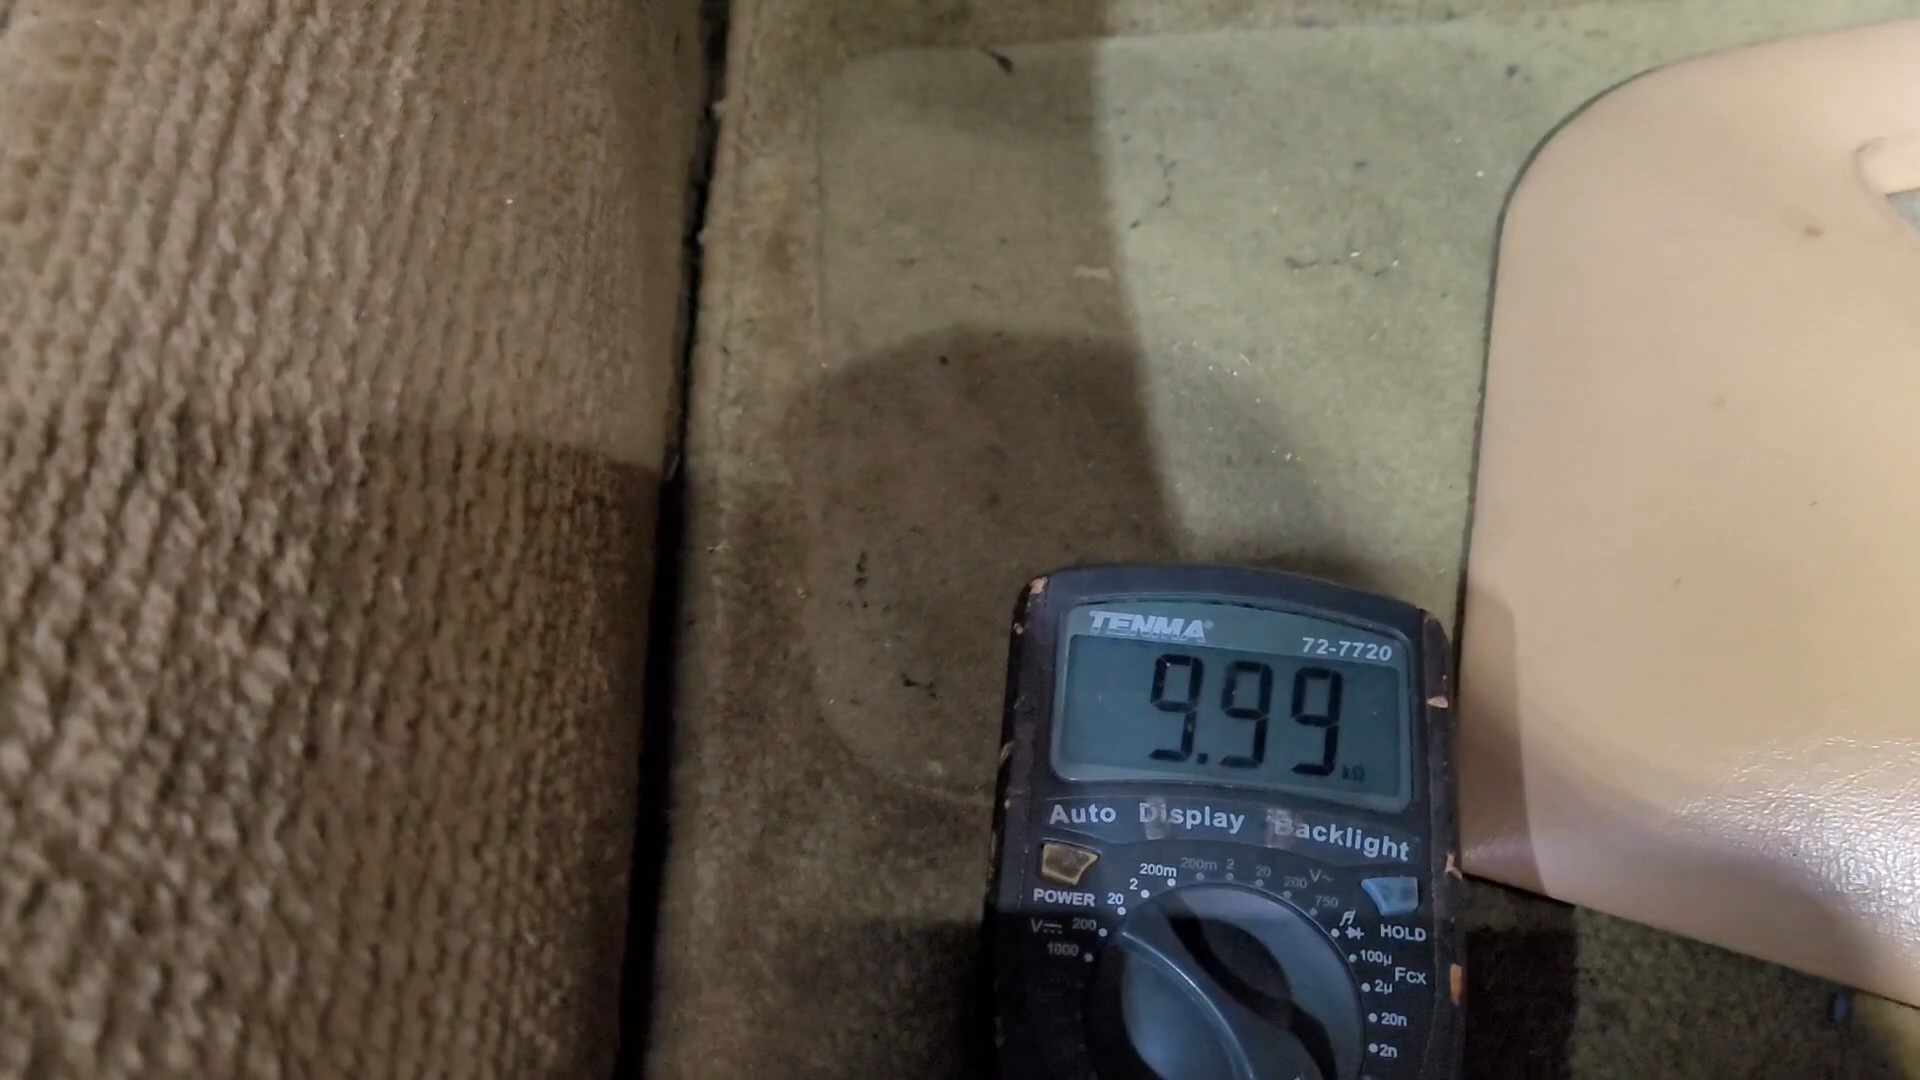 TENMA®
72-7720
9.99 kΩ
Auto Display Backlight
POWER
HOLD
200m 2 20 200 750 V~
200m
2
20
V⎓ 200
1000
100µ
Fcx
2µ
20n
2n